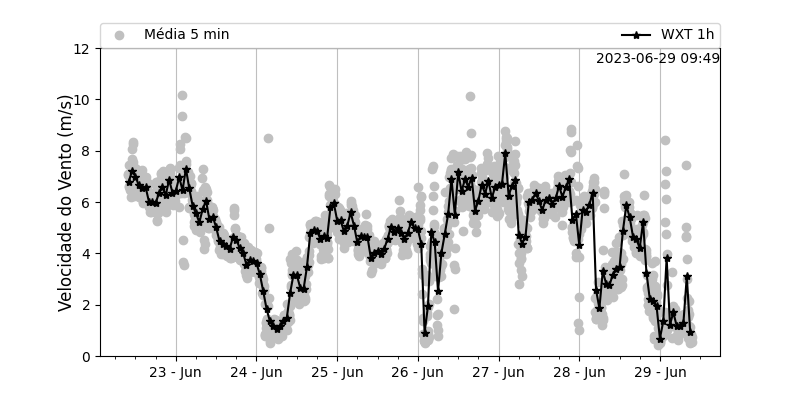 Média 5 min
WXT 1h
2023-06-29 09:49
Velocidade do Vento (m/s)
12
10
8
6
4
2
0
23 - Jun
24 - Jun
25 - Jun
26 - Jun
27 - Jun
28 - Jun
29 - Jun